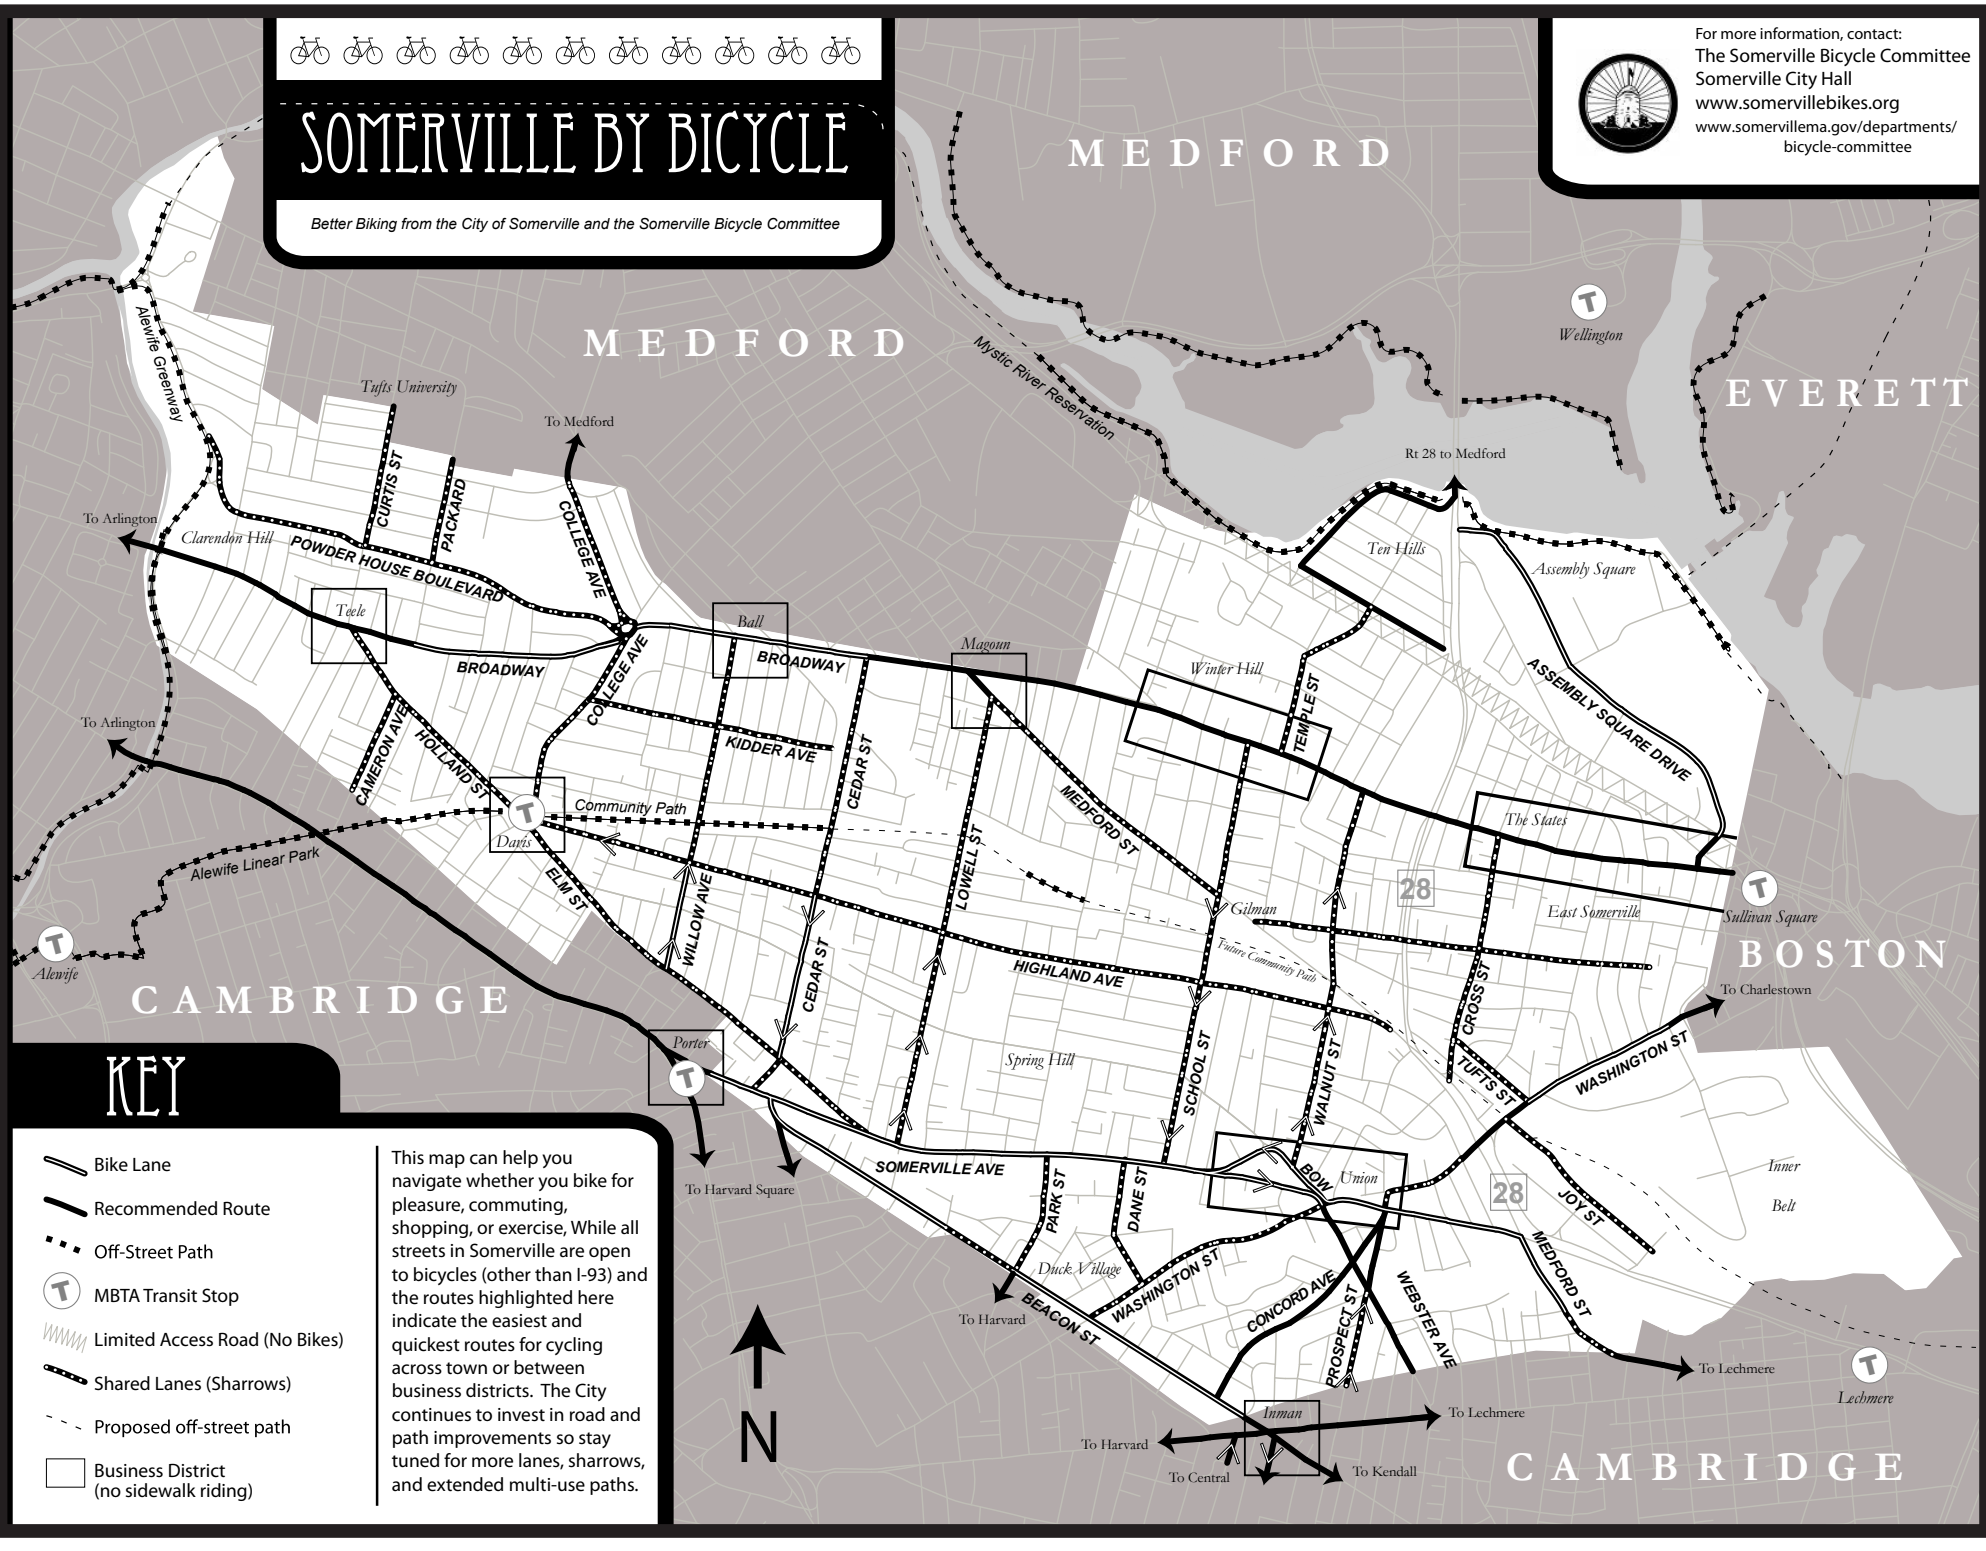 SOMERVILLE BY BICYCLE
Better Biking from the City of Somerville and the Somerville Bicycle Committee
For more information, contact:
The Somerville Bicycle Committee
Somerville City Hall
www.somervillebikes.org
www.somervillema.gov/departments/
bicycle-committee
MEDFORD
MEDFORD
T
Wellington
EVERETT
Alewife Greenway
Mystic River Reservation
Tufts University
To Medford
Rt 28 to Medford
CURTIS ST
PACKARD
COLLEGE AVE
To Arlington
Clarendon Hill
POWDER HOUSE BOULEVARD
Ten Hills
Assembly Square
Teele
Ball
Magoun
BROADWAY
BROADWAY
COLLEGE AVE
Winter Hill
TEMPLE ST
ASSEMBLY SQUARE DRIVE
To Arlington
CAMERON AVE
HOLLAND ST
KIDDER AVE
CEDAR ST
MEDFORD ST
T
Davis
Community Path
The States
Alewife Linear Park
ELM ST
WILLOW AVE
LOWELL ST
28
T
Sullivan Square
Gilman
East Somerville
T
Alewife
CEDAR ST
HIGHLAND AVE
Future Community Path
BOSTON
CAMBRIDGE
CROSS ST
To Charlestown
Porter
T
Spring Hill
SCHOOL ST
WALNUT ST
TUFTS ST
WASHINGTON ST
To Harvard Square
SOMERVILLE AVE
PARK ST
DANE ST
BOW
Union
28
JOY ST
Inner
Belt
Duck Village
WASHINGTON ST
MEDFORD ST
To Harvard
BEACON ST
CONCORD AVE
PROSPECT ST
WEBSTER AVE
To Lechmere
T
Lechmere
Inman
To Lechmere
To Harvard
To Central
To Kendall
CAMBRIDGE
N
KEY
Bike Lane
Recommended Route
Off-Street Path
T
MBTA Transit Stop
Limited Access Road (No Bikes)
Shared Lanes (Sharrows)
Proposed off-street path
Business District
(no sidewalk riding)
This map can help you
navigate whether you bike for
pleasure, commuting,
shopping, or exercise, While all
streets in Somerville are open
to bicycles (other than I-93) and
the routes highlighted here
indicate the easiest and
quickest routes for cycling
across town or between
business districts. The City
continues to invest in road and
path improvements so stay
tuned for more lanes, sharrows,
and extended multi-use paths.